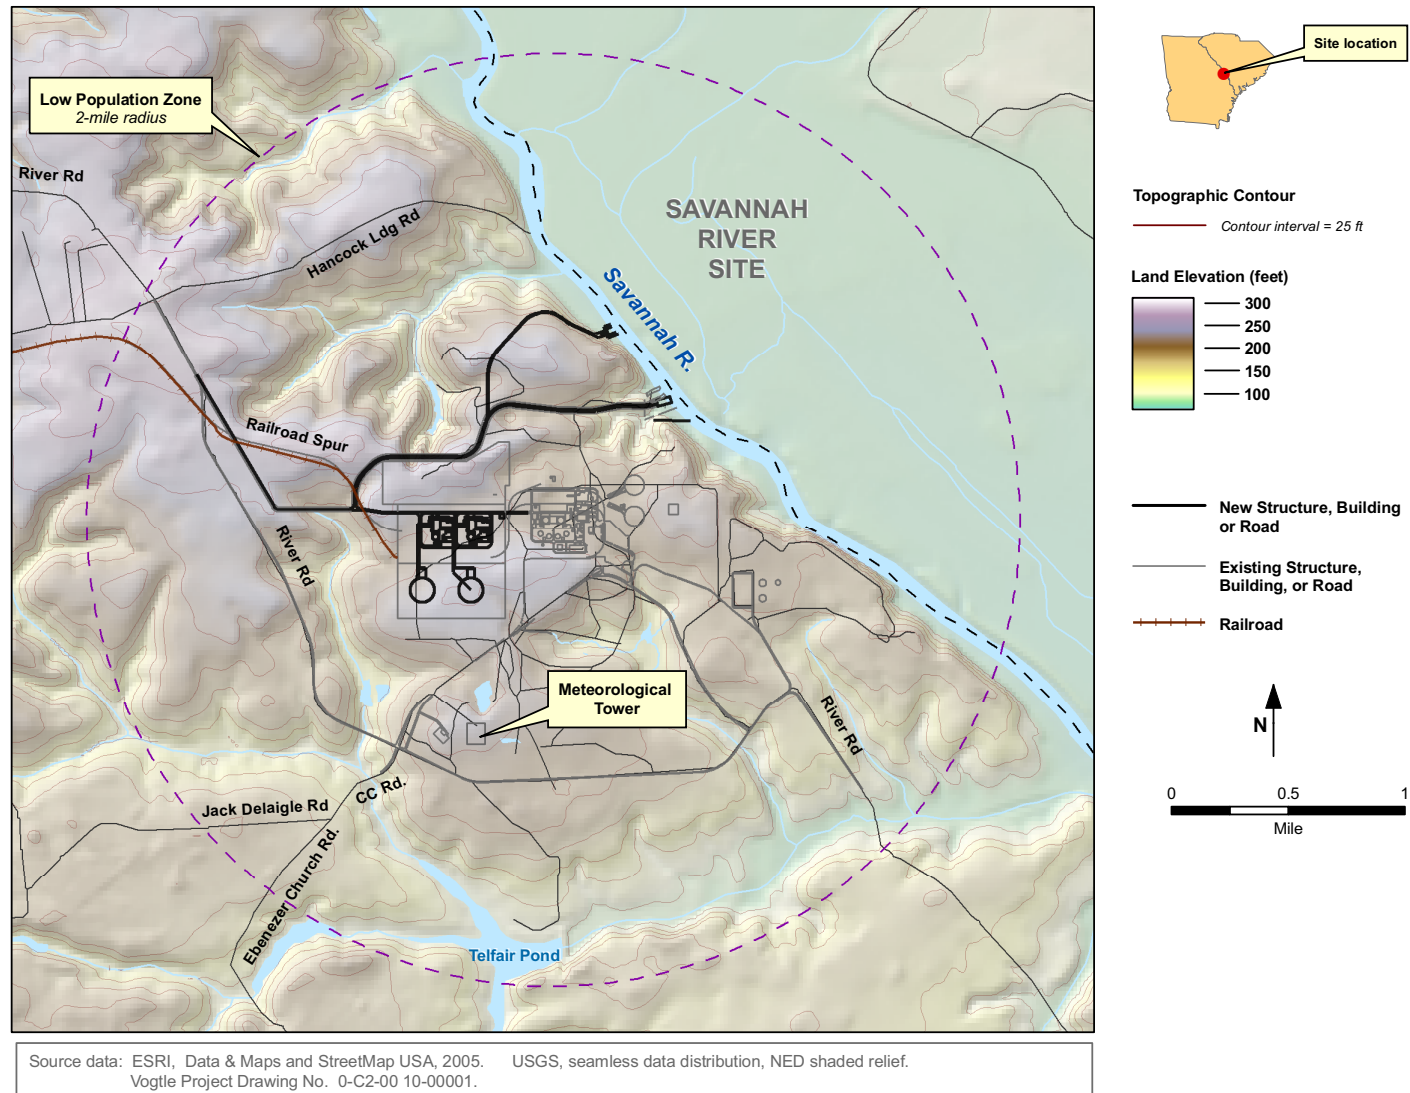 Low Population Zone
2-mile radius
River Rd
Hancock Ldg Rd
SAVANNAH
RIVER
SITE
Savannah R.
Railroad Spur
River Rd
Meteorological
Tower
River Rd
CC Rd.
Jack Delaigle Rd
Ebenezer Church Rd.
Telfair Pond
Site location
Topographic Contour
Contour interval = 25 ft
Land Elevation (feet)
300
250
200
150
100
New Structure, Building
or Road
Existing Structure,
Building, or Road
Railroad
N
0 0.5 1
Mile
Source data: ESRI, Data & Maps and StreetMap USA, 2005. USGS, seamless data distribution, NED shaded relief.
Vogtle Project Drawing No. 0-C2-00 10-00001.